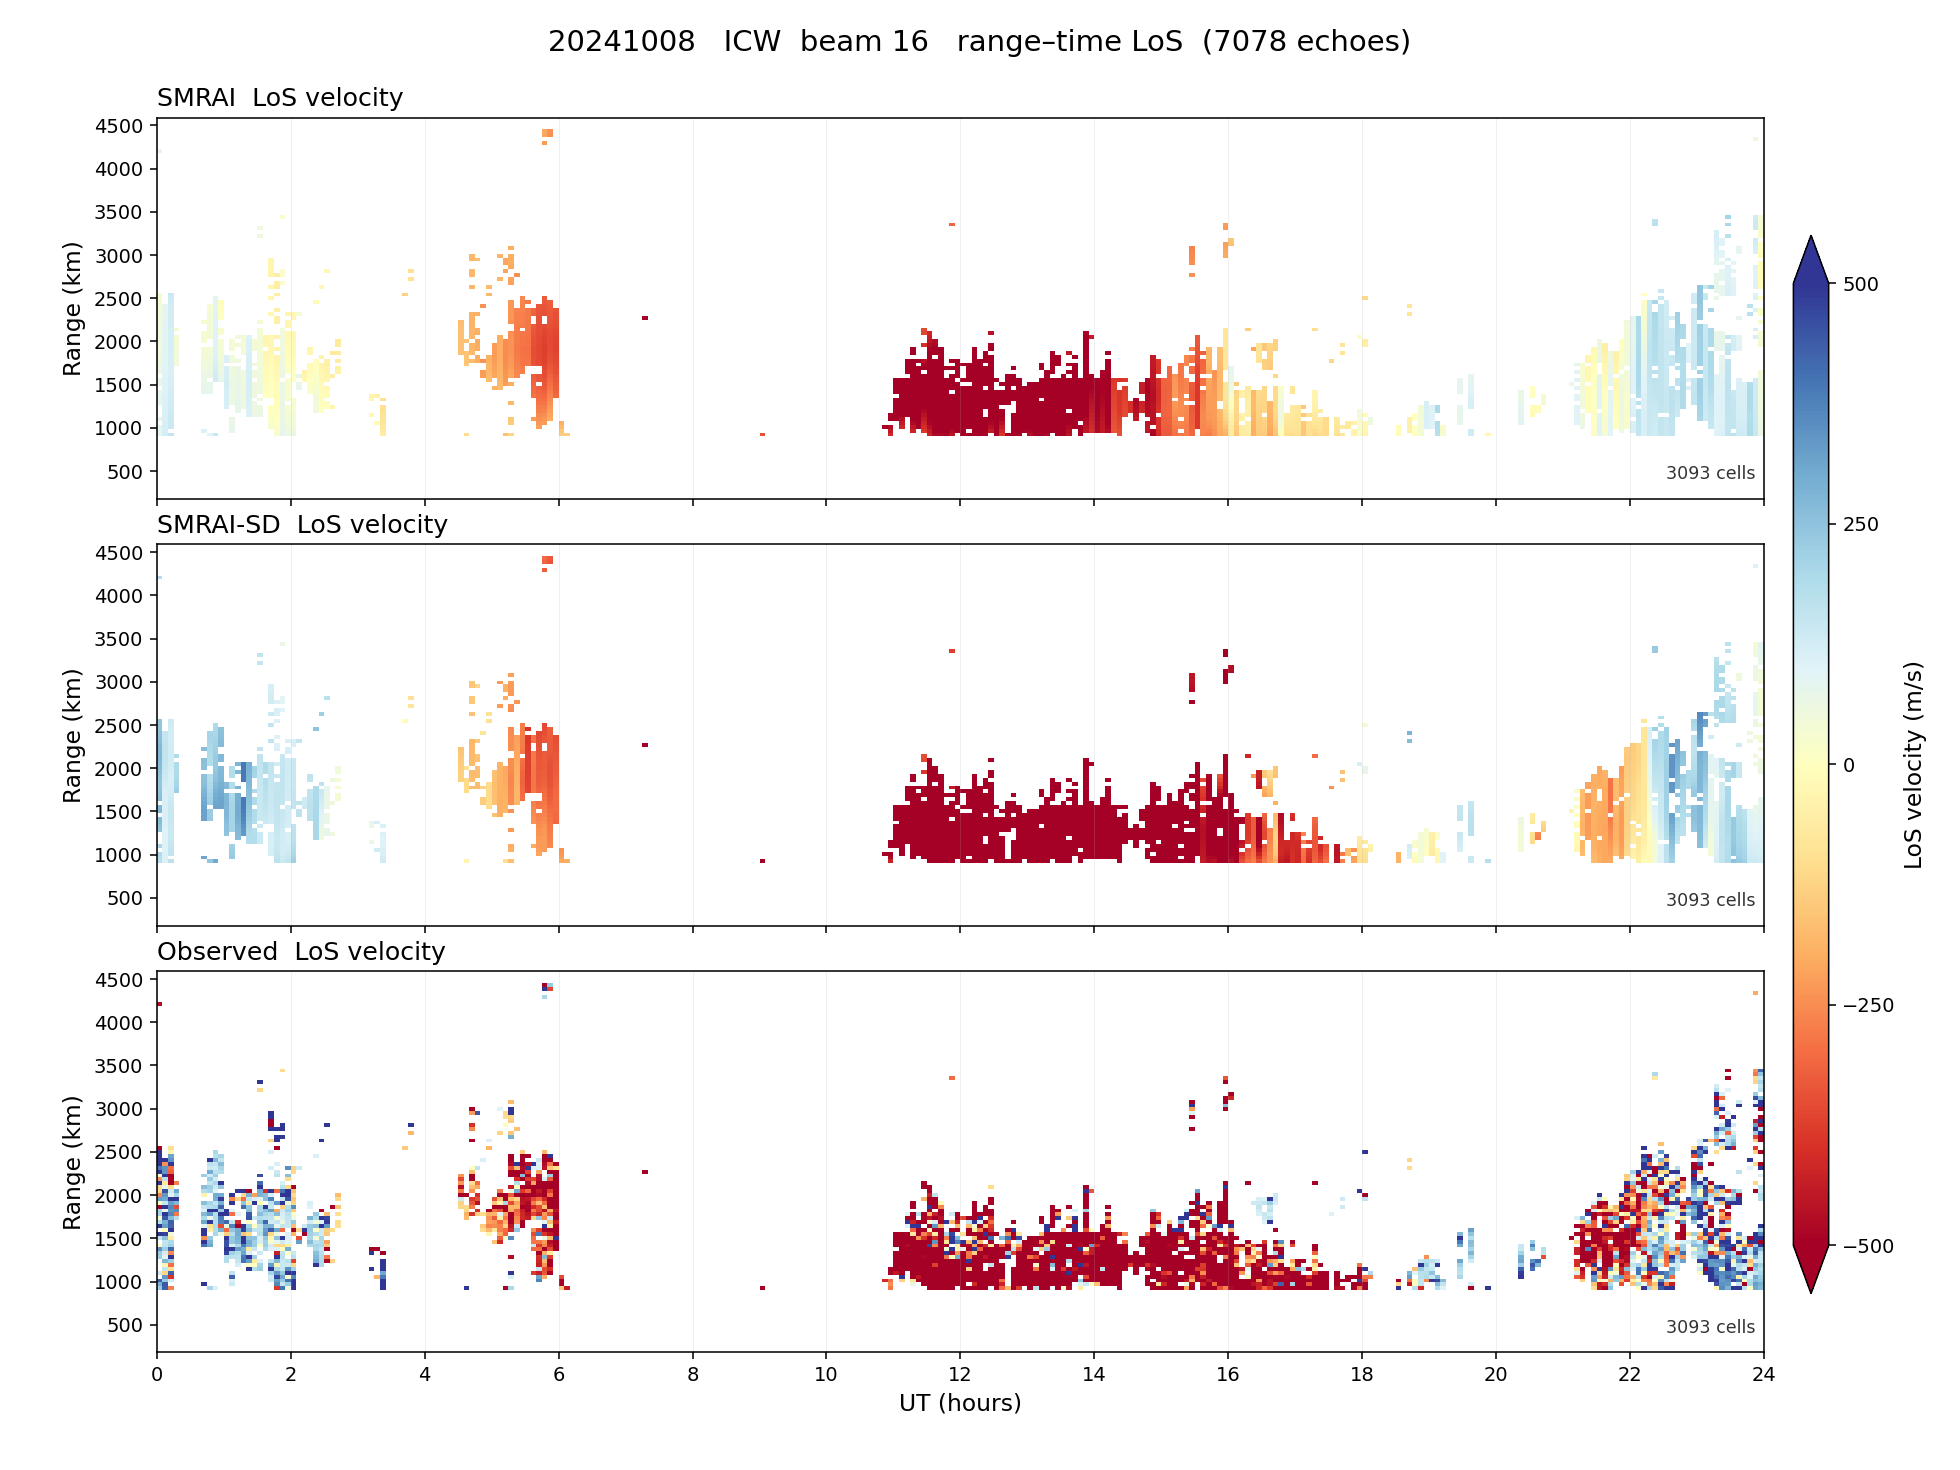 20241008   ICW  beam 16   range–time LoS  (7078 echoes)
SMRAI  LoS velocity
4500
4000
3500
3000
2500
2000
1500
1000
500
Range (km)
3093 cells
SMRAI-SD  LoS velocity
4500
4000
3500
3000
2500
2000
1500
1000
500
Range (km)
3093 cells
Observed  LoS velocity
4500
4000
3500
3000
2500
2000
1500
1000
500
Range (km)
3093 cells
0 2 4 6 8 10 12 14 16 18 20 22 24
UT (hours)
500
250
0
−250
−500
LoS velocity (m/s)